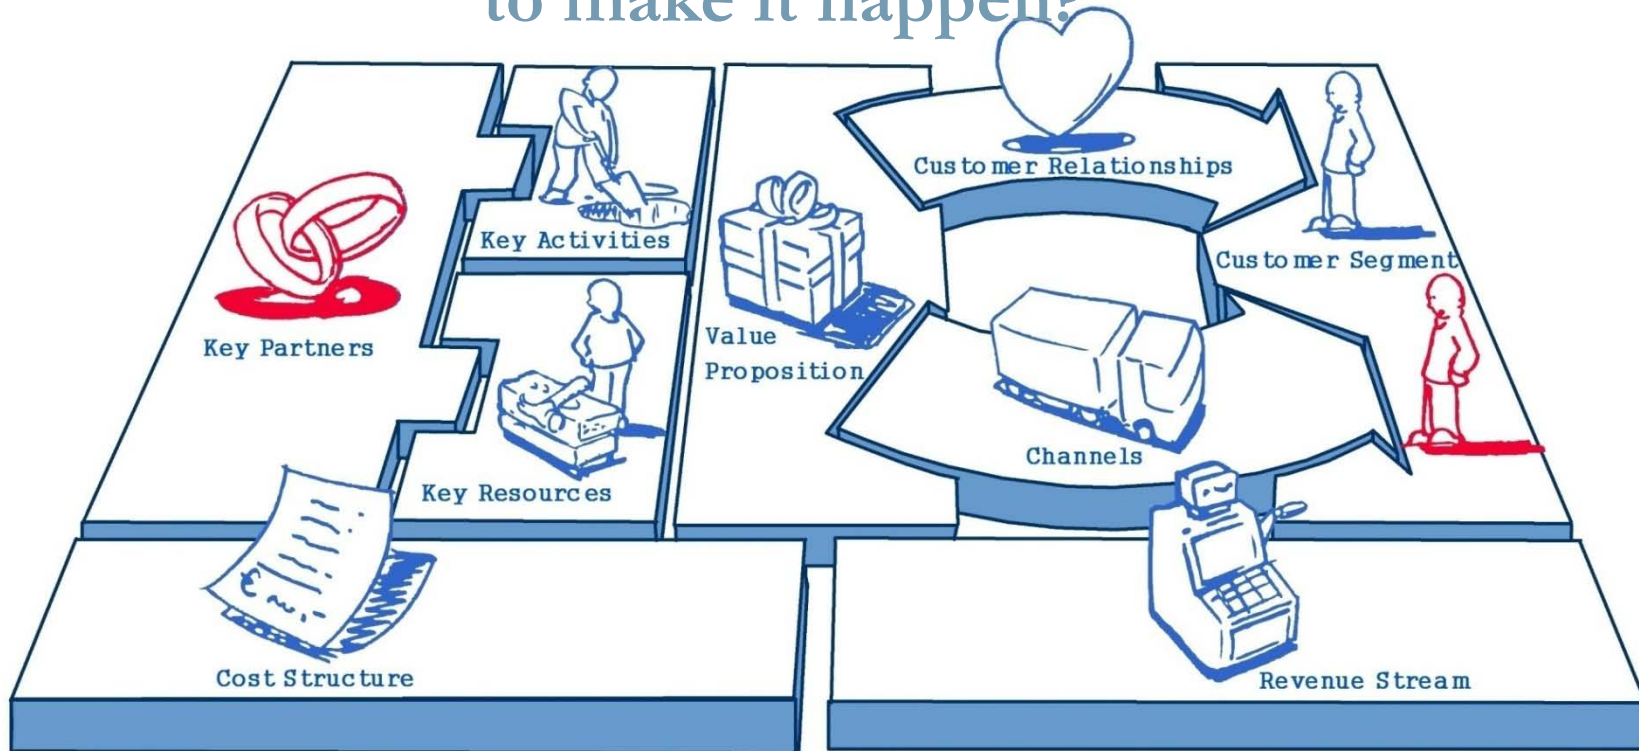 to make it happen?
Customer Relationships
Key Activities
Customer Segment
Value
Proposition
Key Partners
Channels
Key Resources
Cost Structure
Revenue Stream